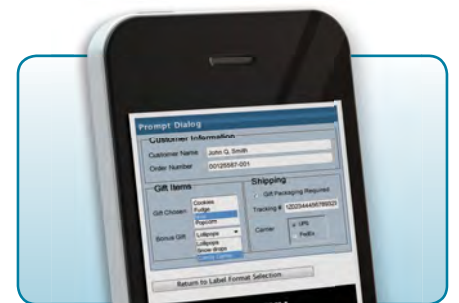 Prompt Dialog
Customer Information
Customer Name John Q. Smith
Order Number 00125587-001
Gift Items
Gift Chosen
Cookies
Fudge
Popcorn
Bonus Gift Lollipops
Lollipops
Snow drops
Shipping
Gift Packaging Required
Tracking #
Carrier
UPS
FedEx
Return to Label Format Selection